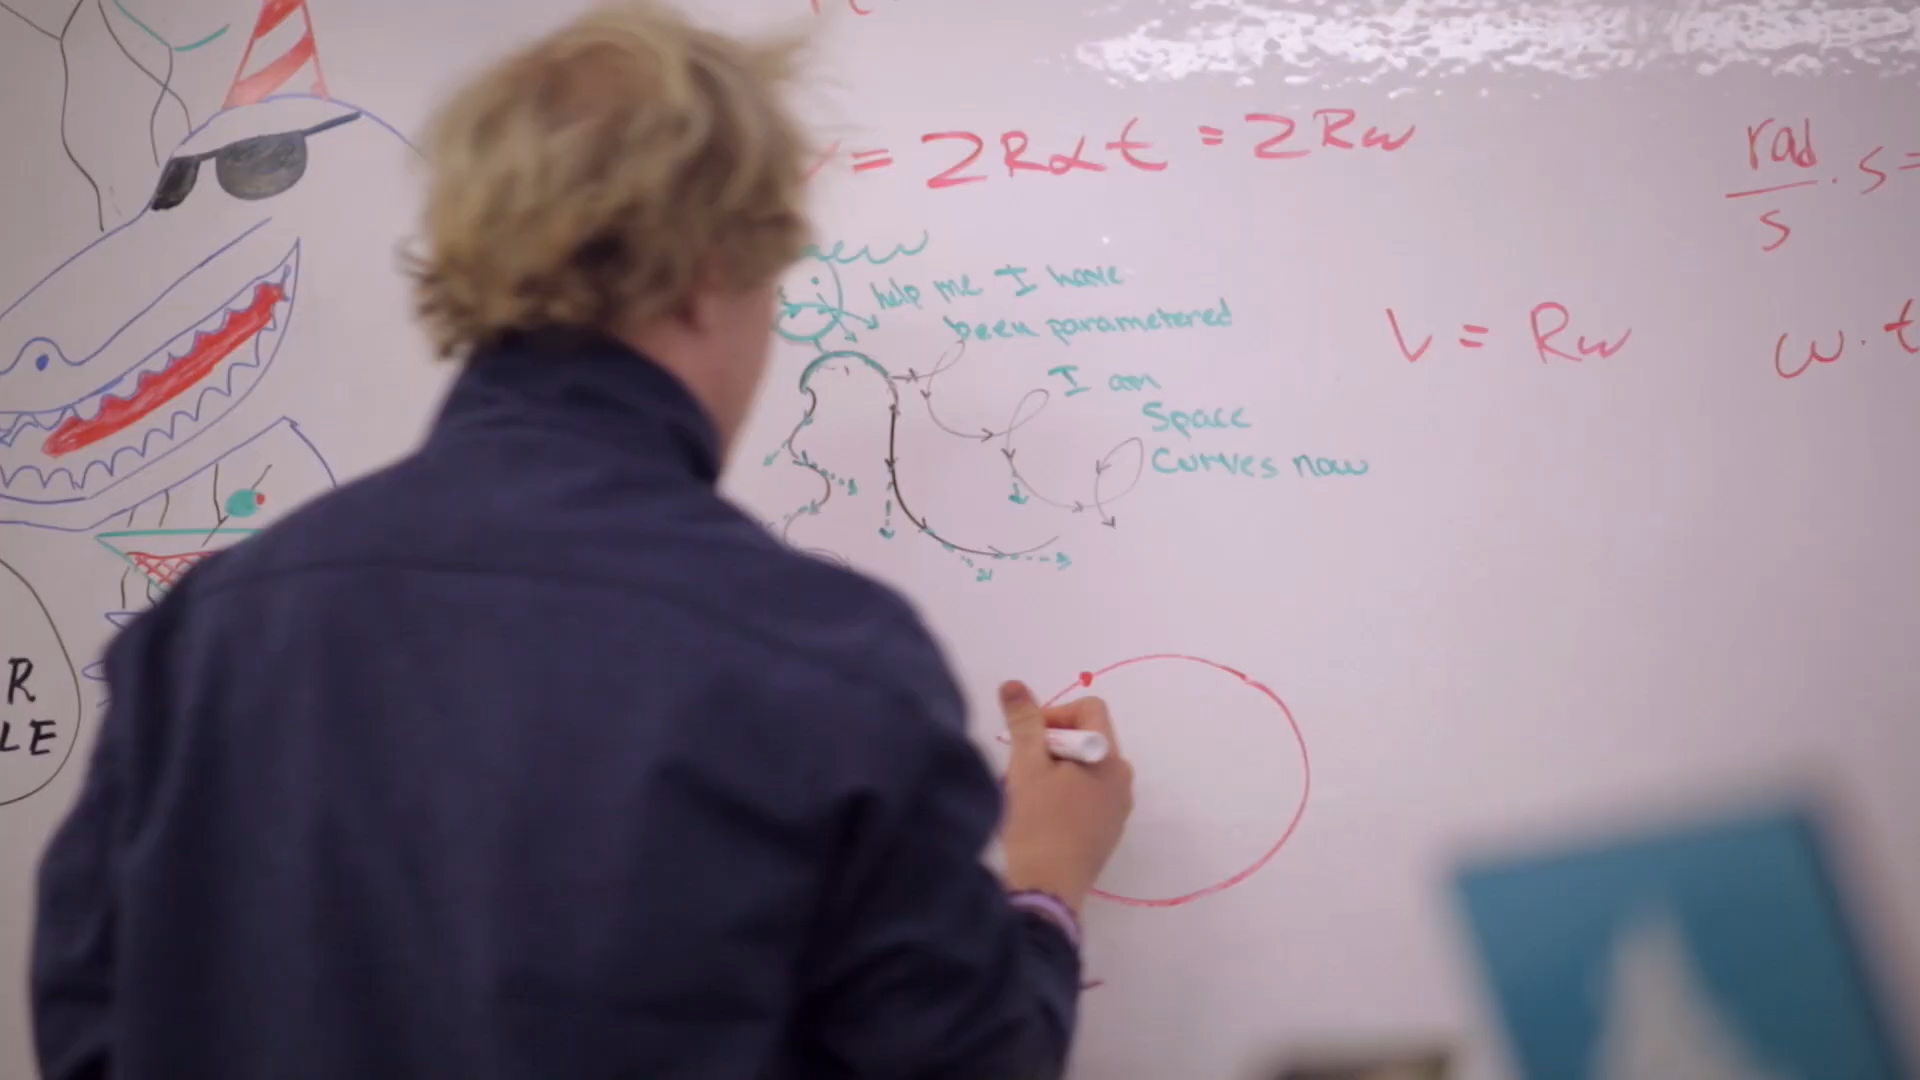 = 2Rαt = 2Rω
rad
/s · s =
help me I have
been parametered
I am
Space
Curves now
V = Rω
ω · t
R
LE